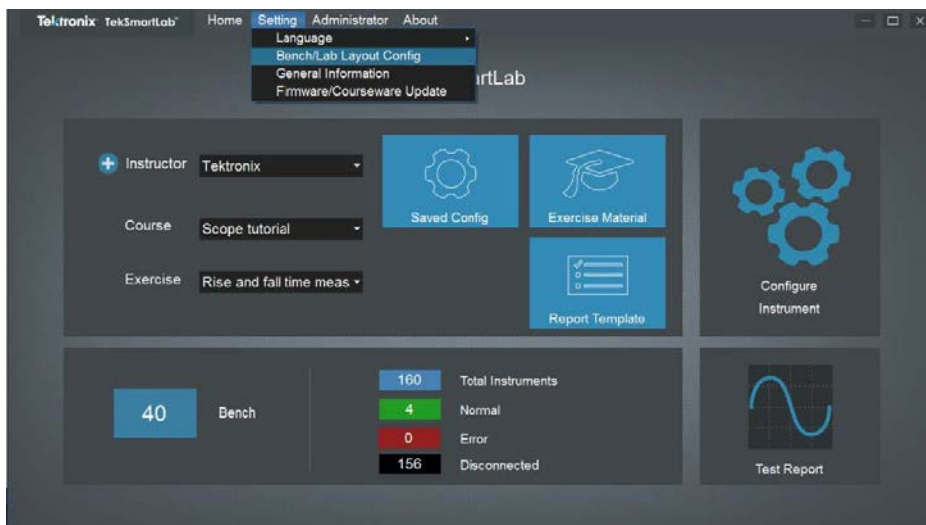 Tektronix TekSmartLab™ Home Setting Administrator About
Language
Bench/Lab Layout Config
General Information
Firmware/Courseware Update
rtLab
Instructor Tektronix
Course Scope tutorial
Exercise Rise and fall time meas
Saved Config
Exercise Material
Report Template
Configure
Instrument
40 Bench
160 Total Instruments
4 Normal
0 Error
156 Disconnected
Test Report